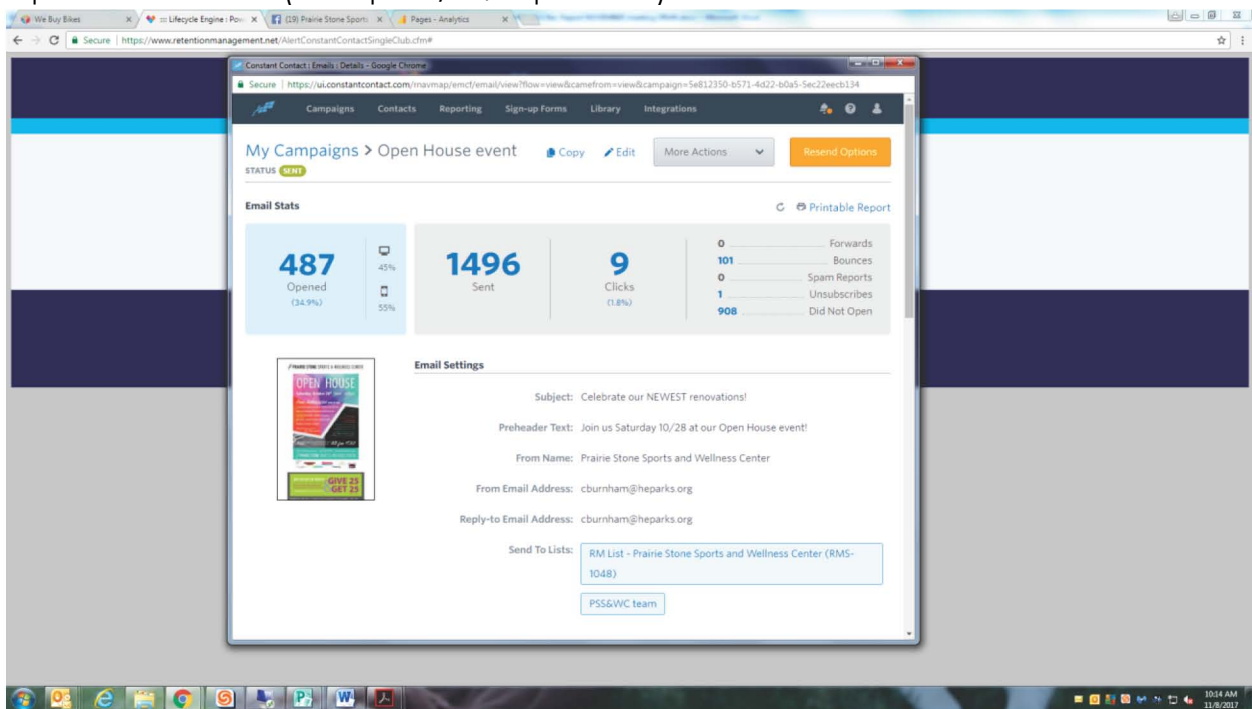 We Buy Bikes
Lifecycle Engine : Pow
(19) Prairie Stone Sports
Pages - Analytics
Secure | https://www.retentionmanagement.net/AlertConstantContactSingleClub.cfm#
Constant Contact : Emails : Details - Google Chrome
Secure | https://ui.constantcontact.com/rnavmap/emcf/email/view?flow=view&camefrom=view&campaign=5e812350-b571-4d22-b0a5-5ec22eecb134
Campaigns Contacts Reporting Sign-up Forms Library Integrations
My Campaigns > Open House event Copy Edit More Actions Resend Options
STATUS SENT
Email Stats Printable Report
487
Opened
(34.9%)
45%
55%
1496
Sent
9
Clicks
(1.8%)
0 Forwards
101 Bounces
0 Spam Reports
1 Unsubscribes
908 Did Not Open
PRAIRIE STONE SPORTS & WELLNESS CENTER
OPEN HOUSE
GIVE 25
GET 25
Email Settings
Subject: Celebrate our NEWEST renovations!
Preheader Text: Join us Saturday 10/28 at our Open House event!
From Name: Prairie Stone Sports and Wellness Center
From Email Address: cburnham@heparks.org
Reply-to Email Address: cburnham@heparks.org
Send To Lists: RM List - Prairie Stone Sports and Wellness Center (RMS-
1048)
PSS&WC team
10:14 AM
11/8/2017